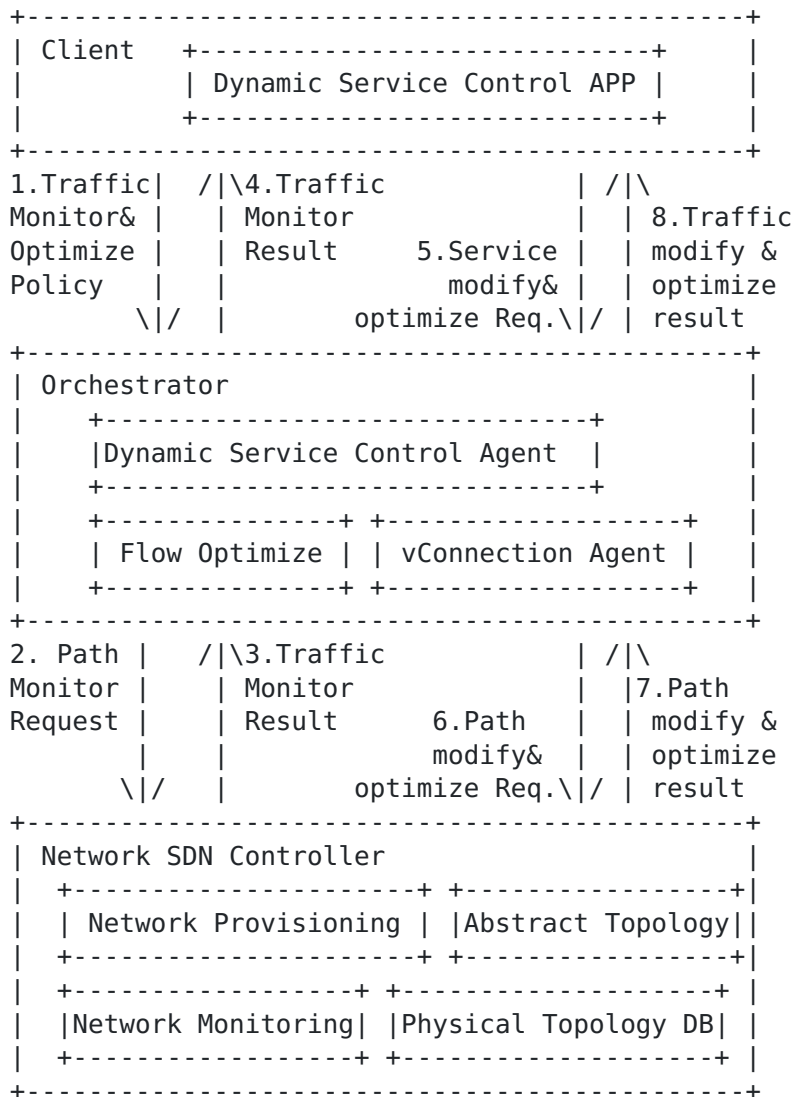 +----------------------------------------------+
| Client   +-----------------------------+     |
|          | Dynamic Service Control APP |     |
|          +-----------------------------+     |
+----------------------------------------------+
1.Traffic|  /|\4.Traffic            | /|\
Monitor& |   | Monitor              |  | 8.Traffic
Optimize |   | Result     5.Service |  | modify &
Policy   |   |              modify& |  | optimize
        \|/  |        optimize Req.\|/ | result
+----------------------------------------------+
| Orchestrator                                 |
|    +-------------------------------+         |
|    |Dynamic Service Control Agent  |         |
|    +-------------------------------+         |
|    +---------------+ +-------------------+   |
|    | Flow Optimize | | vConnection Agent |   |
|    +---------------+ +-------------------+   |
+----------------------------------------------+
2. Path |   /|\3.Traffic            | /|\
Monitor |    | Monitor              |  |7.Path
Request |    | Result      6.Path   |  | modify &
        |    |             modify&  |  | optimize
       \|/   |        optimize Req.\|/ | result
+----------------------------------------------+
| Network SDN Controller                       |
|  +----------------------+ +-----------------+|
|  | Network Provisioning | |Abstract Topology||
|  +----------------------+ +-----------------+|
|  +------------------+ +--------------------+ |
|  |Network Monitoring| |Physical Topology DB| |
|  +------------------+ +--------------------+ |
+----------------------------------------------+